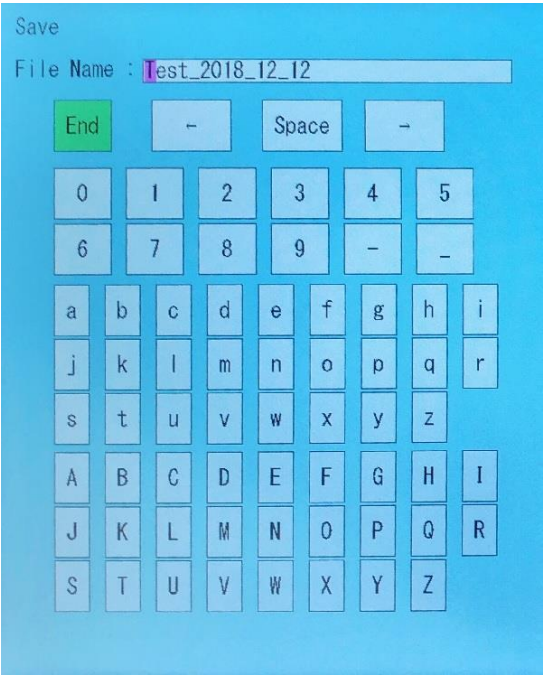 Save
File Name : Test_2018_12_12
End ← Space →
0 1 2 3 4 5
6 7 8 9 - _
a b c d e f g h i
j k l m n o p q r
s t u v w x y z
A B C D E F G H I
J K L M N O P Q R
S T U V W X Y Z